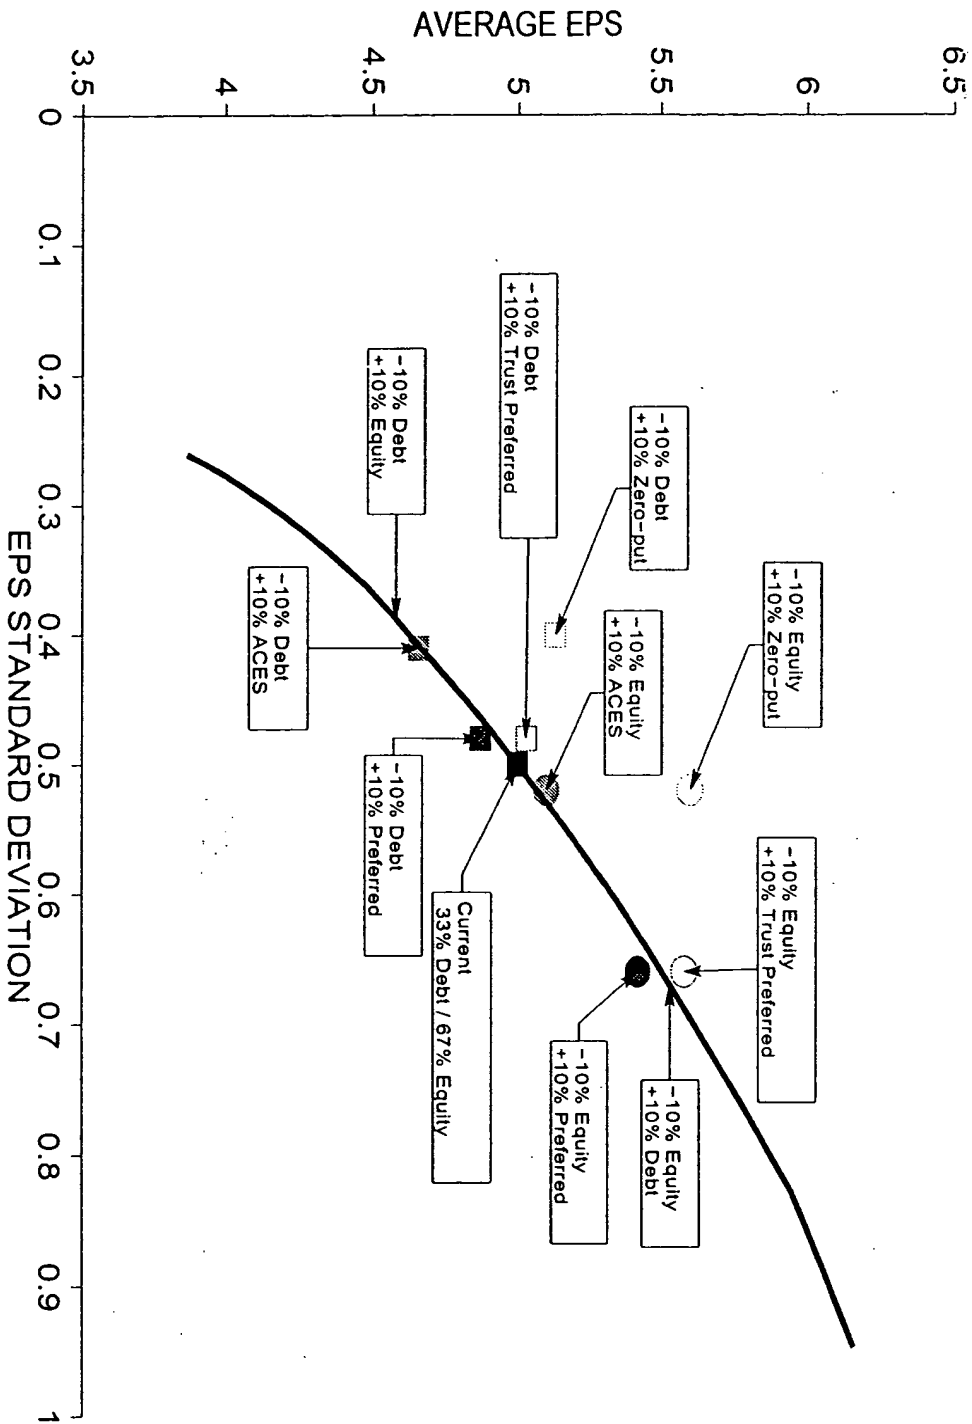 AVERAGE EPS
6.5
6
5.5
5
4.5
4
3.5
0
0.1
0.2
0.3
0.4
0.5
0.6
0.7
0.8
0.9
1
EPS STANDARD DEVIATION
-10% Equity
+10% Zero-put
-10% Equity
+10% Trust Preferred
-10% Debt
+10% Zero-put
-10% Equity
+10% ACES
-10% Equity
+10% Debt
-10% Debt
+10% Trust Preferred
-10% Equity
+10% Preferred
-10% Debt
+10% Equity
Current
33% Debt / 67% Equity
-10% Debt
+10% Preferred
-10% Debt
+10% ACES